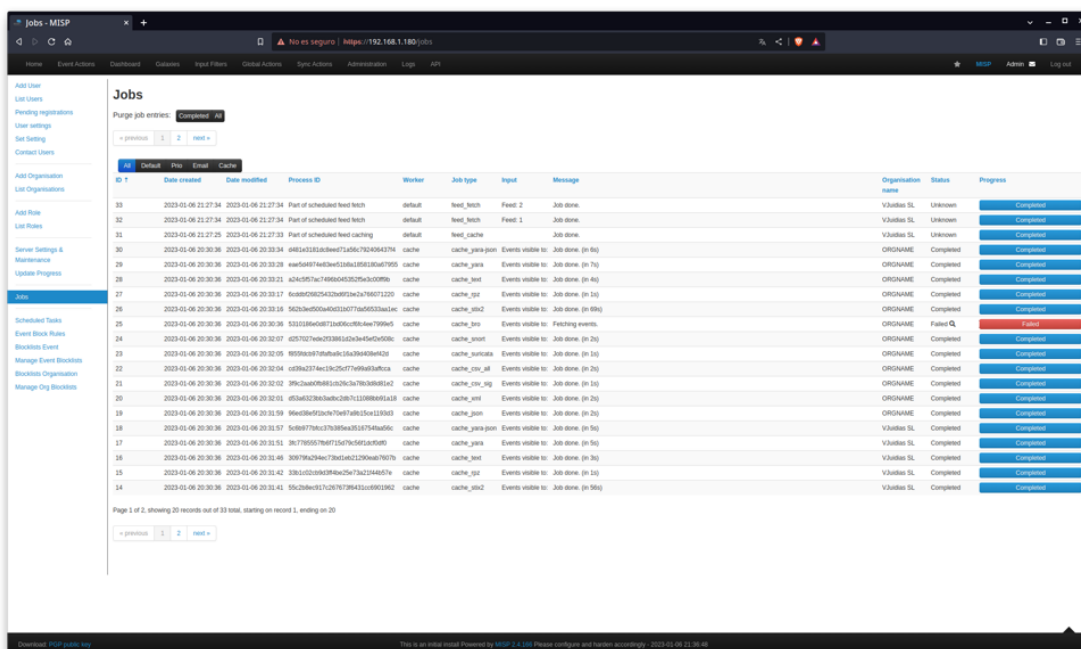 Jobs - MISP
No es seguro | https://192.168.1.180/jobs
Home Event Actions Dashboard Galaxies Input Filters Global Actions Sync Actions Administration Logs API MISP Admin Log out
Add User
List Users
Pending registrations
User settings
Set Setting
Contact Users
Add Organisation
List Organisations
Add Role
List Roles
Server Settings &
Maintenance
Update Progress
Jobs
Scheduled Tasks
Event Block Rules
Blocklists Event
Manage Event Blocklists
Blocklists Organisation
Manage Org Blocklists
Jobs
Purge job entries: Completed All
« previous 1 2 next »
All Default Prio Email Cache
ID ↑ Date created Date modified Process ID Worker Job type Input Message Organisation name Status Progress
33 2023-01-06 21:27:34 2023-01-06 21:27:34 Part of scheduled feed fetch default feed_fetch Feed: 2 Job done. VJuidias SL Unknown Completed
32 2023-01-06 21:27:34 2023-01-06 21:27:34 Part of scheduled feed fetch default feed_fetch Feed: 1 Job done. VJuidias SL Unknown Completed
31 2023-01-06 21:27:25 2023-01-06 21:27:33 Part of scheduled feed caching default feed_cache Job done. VJuidias SL Unknown Completed
30 2023-01-06 20:30:36 2023-01-06 20:33:34 cache cache_yara-json Events visible to: Job done. (in 6s) ORGNAME Completed Completed
29 2023-01-06 20:30:36 2023-01-06 20:33:28 cache cache_yara Events visible to: Job done. (in 7s) ORGNAME Completed Completed
28 2023-01-06 20:30:36 2023-01-06 20:33:21 cache cache_text Events visible to: Job done. (in 4s) ORGNAME Completed Completed
27 2023-01-06 20:30:36 2023-01-06 20:33:17 cache cache_rpz Events visible to: Job done. (in 1s) ORGNAME Completed Completed
26 2023-01-06 20:30:36 2023-01-06 20:33:16 cache cache_stix2 Events visible to: Job done. (in 69s) ORGNAME Completed Completed
25 2023-01-06 20:30:36 2023-01-06 20:30:36 cache cache_bro Events visible to: Fetching events. ORGNAME Failed Failed
24 2023-01-06 20:30:36 2023-01-06 20:32:07 cache cache_snort Events visible to: Job done. (in 2s) ORGNAME Completed Completed
23 2023-01-06 20:30:36 2023-01-06 20:32:05 cache cache_suricata Events visible to: Job done. (in 1s) ORGNAME Completed Completed
22 2023-01-06 20:30:36 2023-01-06 20:32:04 cache cache_csv_all Events visible to: Job done. (in 2s) ORGNAME Completed Completed
21 2023-01-06 20:30:36 2023-01-06 20:32:02 cache cache_csv_sig Events visible to: Job done. (in 1s) ORGNAME Completed Completed
20 2023-01-06 20:30:36 2023-01-06 20:32:01 cache cache_xml Events visible to: Job done. (in 2s) ORGNAME Completed Completed
19 2023-01-06 20:30:36 2023-01-06 20:31:59 cache cache_json Events visible to: Job done. (in 2s) ORGNAME Completed Completed
18 2023-01-06 20:30:36 2023-01-06 20:31:57 cache cache_yara-json Events visible to: Job done. (in 5s) VJuidias SL Completed Completed
17 2023-01-06 20:30:36 2023-01-06 20:31:51 cache cache_yara Events visible to: Job done. (in 5s) VJuidias SL Completed Completed
16 2023-01-06 20:30:36 2023-01-06 20:31:46 cache cache_text Events visible to: Job done. (in 3s) VJuidias SL Completed Completed
15 2023-01-06 20:30:36 2023-01-06 20:31:42 cache cache_rpz Events visible to: Job done. (in 1s) VJuidias SL Completed Completed
14 2023-01-06 20:30:36 2023-01-06 20:31:41 cache cache_stix2 Events visible to: Job done. (in 56s) VJuidias SL Completed Completed
Page 1 of 2, showing 20 records out of 33 total, starting on record 1, ending on 20
« previous 1 2 next »
Download: PGP public key This is an initial install Powered by MISP Please configure and harden accordingly - 2023-01-06 21:36:48